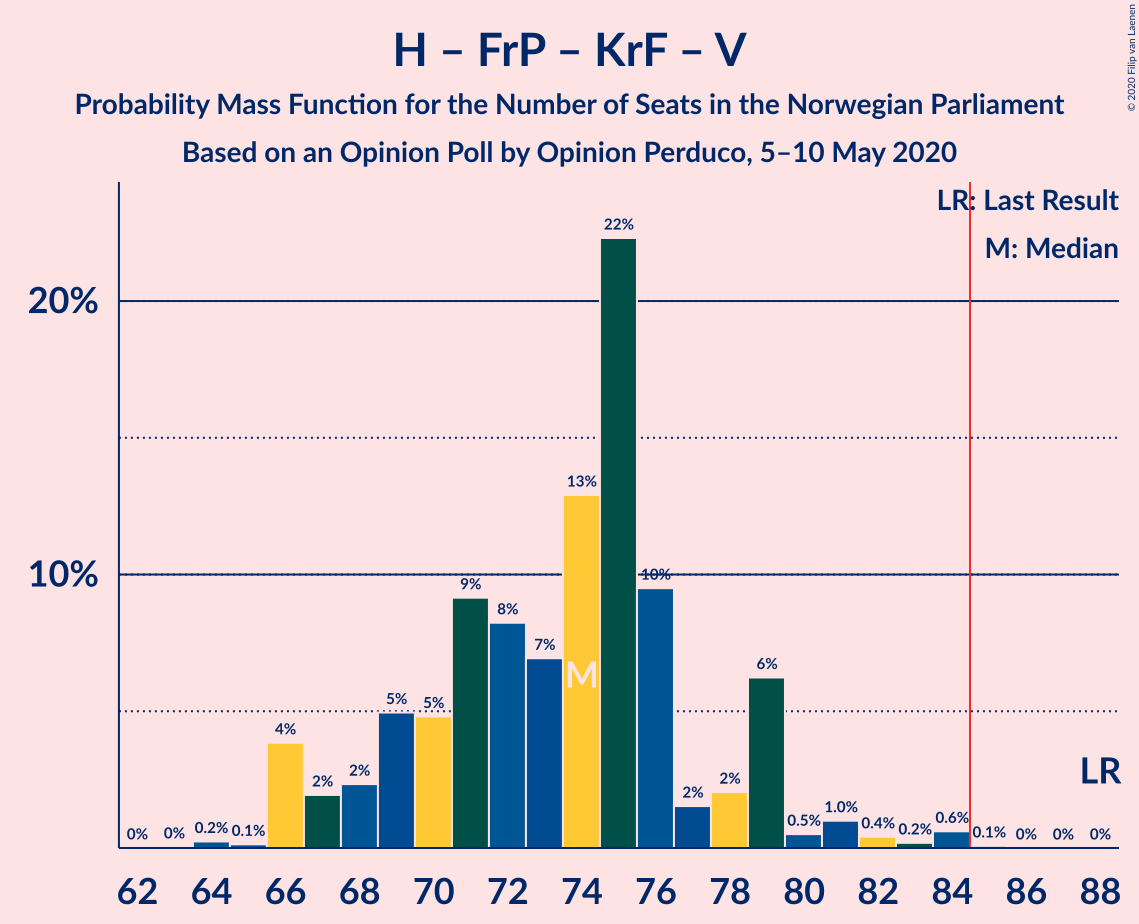 H – FrP – KrF – V
Probability Mass Function for the Number of Seats in the Norwegian Parliament
Based on an Opinion Poll by Opinion Perduco, 5–10 May 2020
© 2020 Filip van Laenen
LR: Last Result
M: Median
20%
10%
0% 0% 0.2% 0.1% 4% 2% 2% 5% 5% 9% 8% 7% 13% 22% 10% 2% 2% 6% 0.5% 1.0% 0.4% 0.2% 0.6% 0.1% 0% 0% 0%
M
LR
62 64 66 68 70 72 74 76 78 80 82 84 86 88